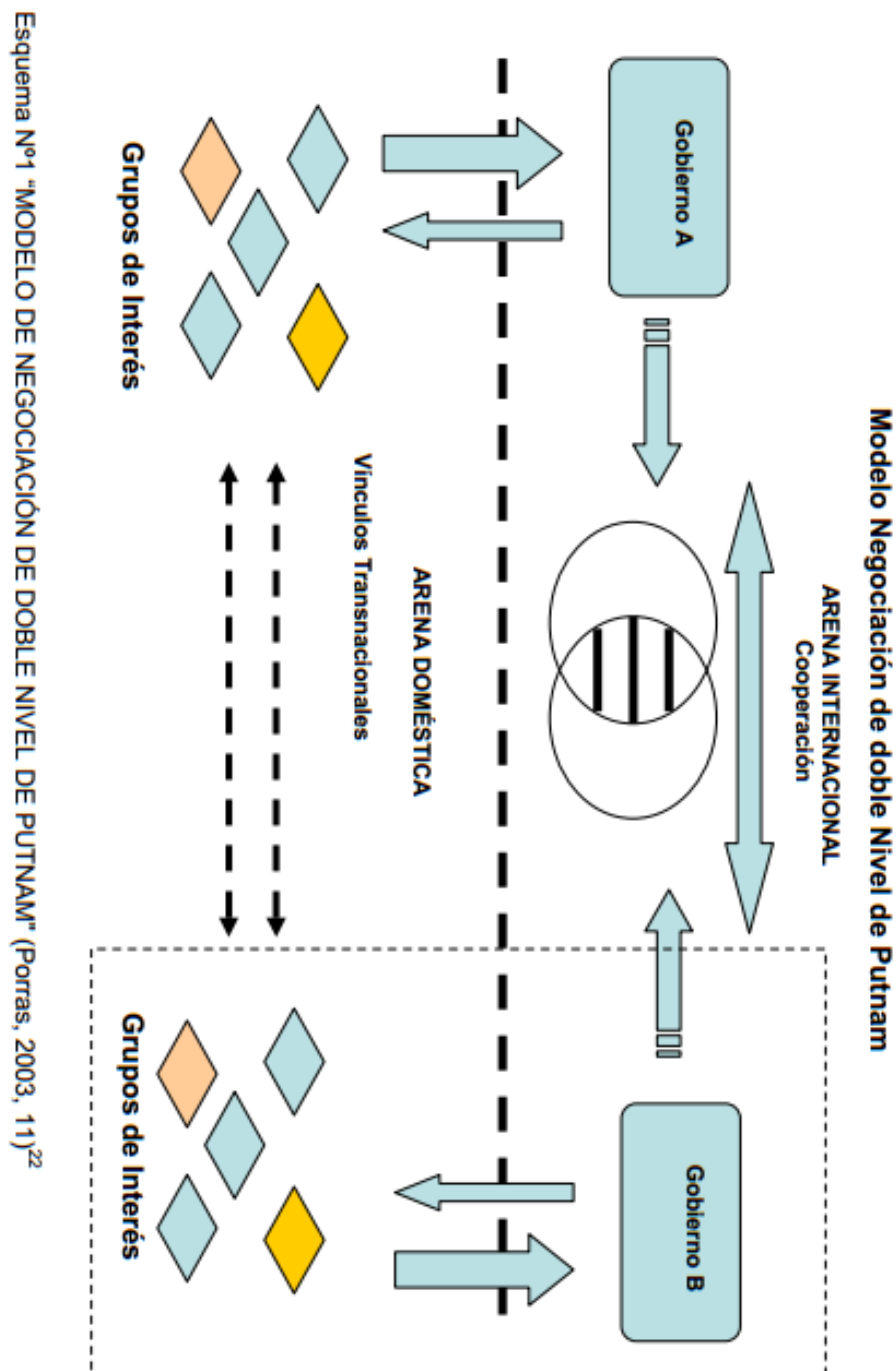 Modelo Negociación de doble Nivel de Putnam
ARENA INTERNACIONAL
Cooperación
Gobierno A
Gobierno B
ARENA DOMÉSTICA
Vínculos Transnacionales
Grupos de Interés
Grupos de Interés
Esquema Nº1 "MODELO DE NEGOCIACIÓN DE DOBLE NIVEL DE PUTNAM" (Porras, 2003, 11)22